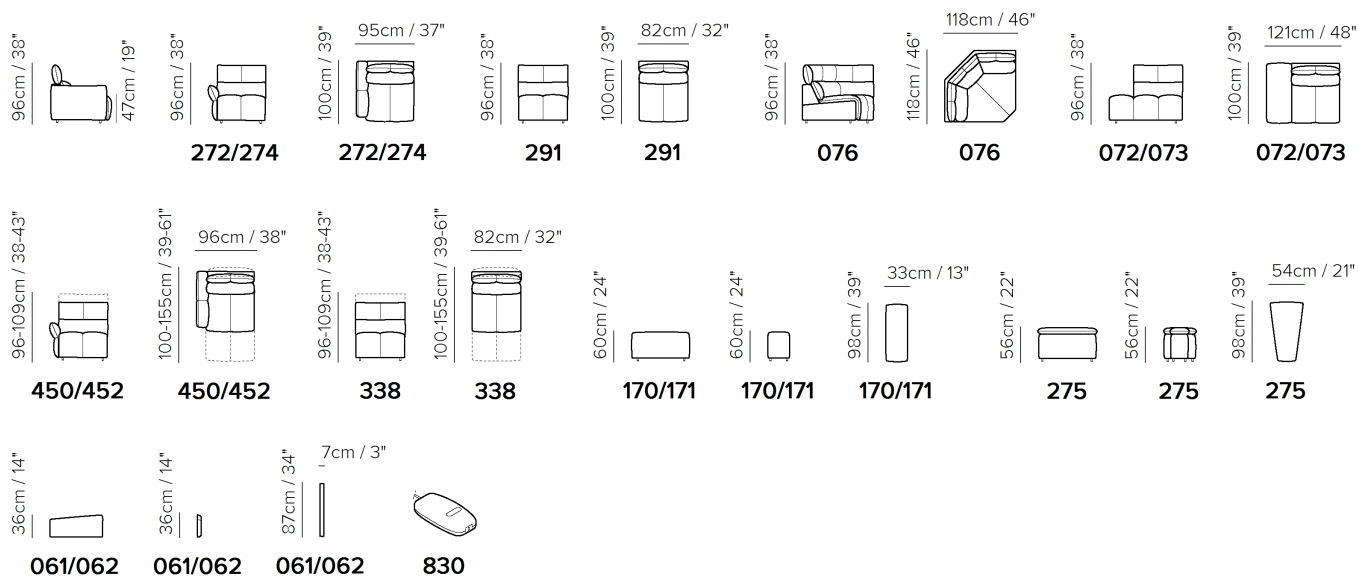 96cm / 38"
47cm / 19"
96cm / 38"
272/274
100cm / 39"
95cm / 37"
272/274
96cm / 38"
291
100cm / 39"
82cm / 32"
291
96cm / 38"
076
118cm / 46"
118cm / 46"
076
96cm / 38"
072/073
100cm / 39"
121cm / 48"
072/073
96-109cm / 38-43"
450/452
100-155cm / 39-61"
96cm / 38"
450/452
96-109cm / 38-43"
338
100-155cm / 39-61"
82cm / 32"
338
60cm / 24"
170/171
60cm / 24"
170/171
98cm / 39"
33cm / 13"
170/171
56cm / 22"
275
56cm / 22"
275
98cm / 39"
54cm / 21"
275
36cm / 14"
061/062
36cm / 14"
061/062
87cm / 34"
7cm / 3"
061/062
830